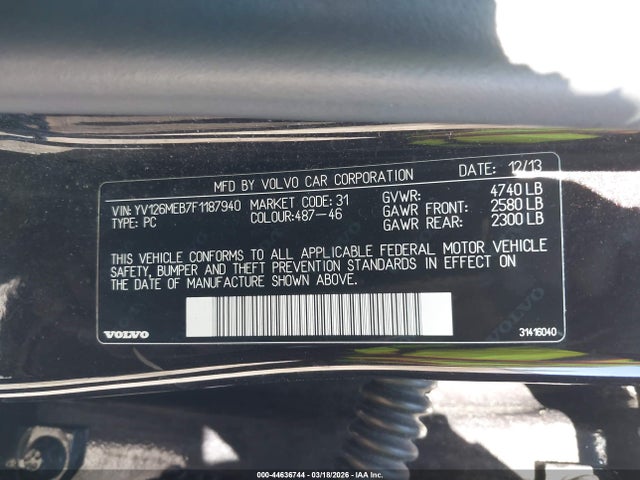 MFD BY VOLVO CAR CORPORATION DATE: 12/13
VIN: YV126MEB7F1187940 MARKET CODE: 31 GVWR: 4740 LB
TYPE: PC COLOUR:487-46 GAWR FRONT: 2580 LB
GAWR REAR: 2300 LB
THIS VEHICLE CONFORMS TO ALL APPLICABLE FEDERAL MOTOR VEHICLE
SAFETY, BUMPER AND THEFT PREVENTION STANDARDS IN EFFECT ON
THE DATE OF MANUFACTURE SHOWN ABOVE.
VOLVO 31416040
000-44636744 | 03/18/2026 - IAA Inc.